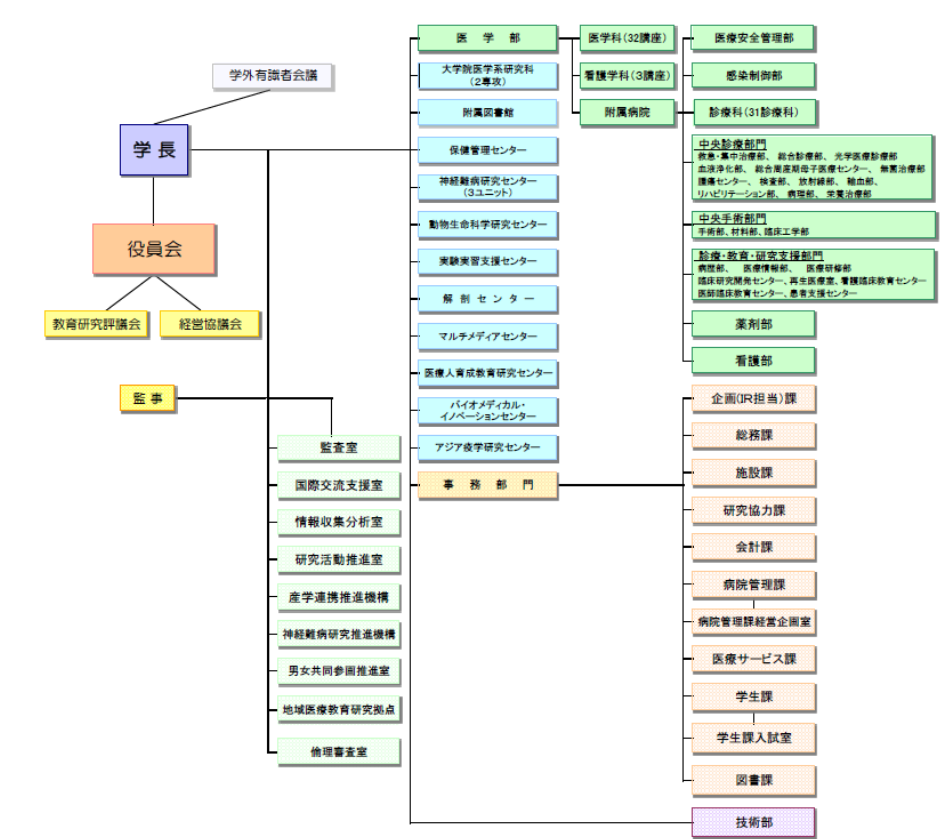 学外有識者会議
学長
役員会
教育研究評議会
経営協議会
監事
監査室
国際交流支援室
情報収集分析室
研究活動推進室
産学連携推進機構
神経難病研究推進機構
男女共同参画推進室
地域医療教育研究拠点
倫理審査室
医学部
大学院医学系研究科
(2専攻)
附属図書館
保健管理センター
神経難病研究センター
(3ユニット)
動物生命科学研究センター
実験実習支援センター
解剖センター
マルチメディアセンター
医療人育成教育研究センター
バイオメディカル・
イノベーションセンター
アジア疫学研究センター
事務部門
医学科(32講座)
看護学科(3講座)
附属病院
医療安全管理部
感染制御部
診療科(31診療科)
中央診療部門
救急・集中治療部、 総合診療部、 光学医療診療部
血液浄化部、 総合周産期母子医療センター、 無菌治療部
腫瘍センター、 検査部、 放射線部、 輸血部、
リハビリテーション部、 病理部、 栄養治療部
中央手術部門
手術部、材料部、臨床工学部
診療・教育・研究支援部門
病歴部、 医療情報部、 医療研修部
臨床研究開発センター、再生医療室、看護臨床教育センター
医師臨床教育センター、患者支援センター
薬剤部
看護部
企画(IR担当)課
総務課
施設課
研究協力課
会計課
病院管理課
病院管理課経営企画室
医療サービス課
学生課
学生課入試室
図書課
技術部